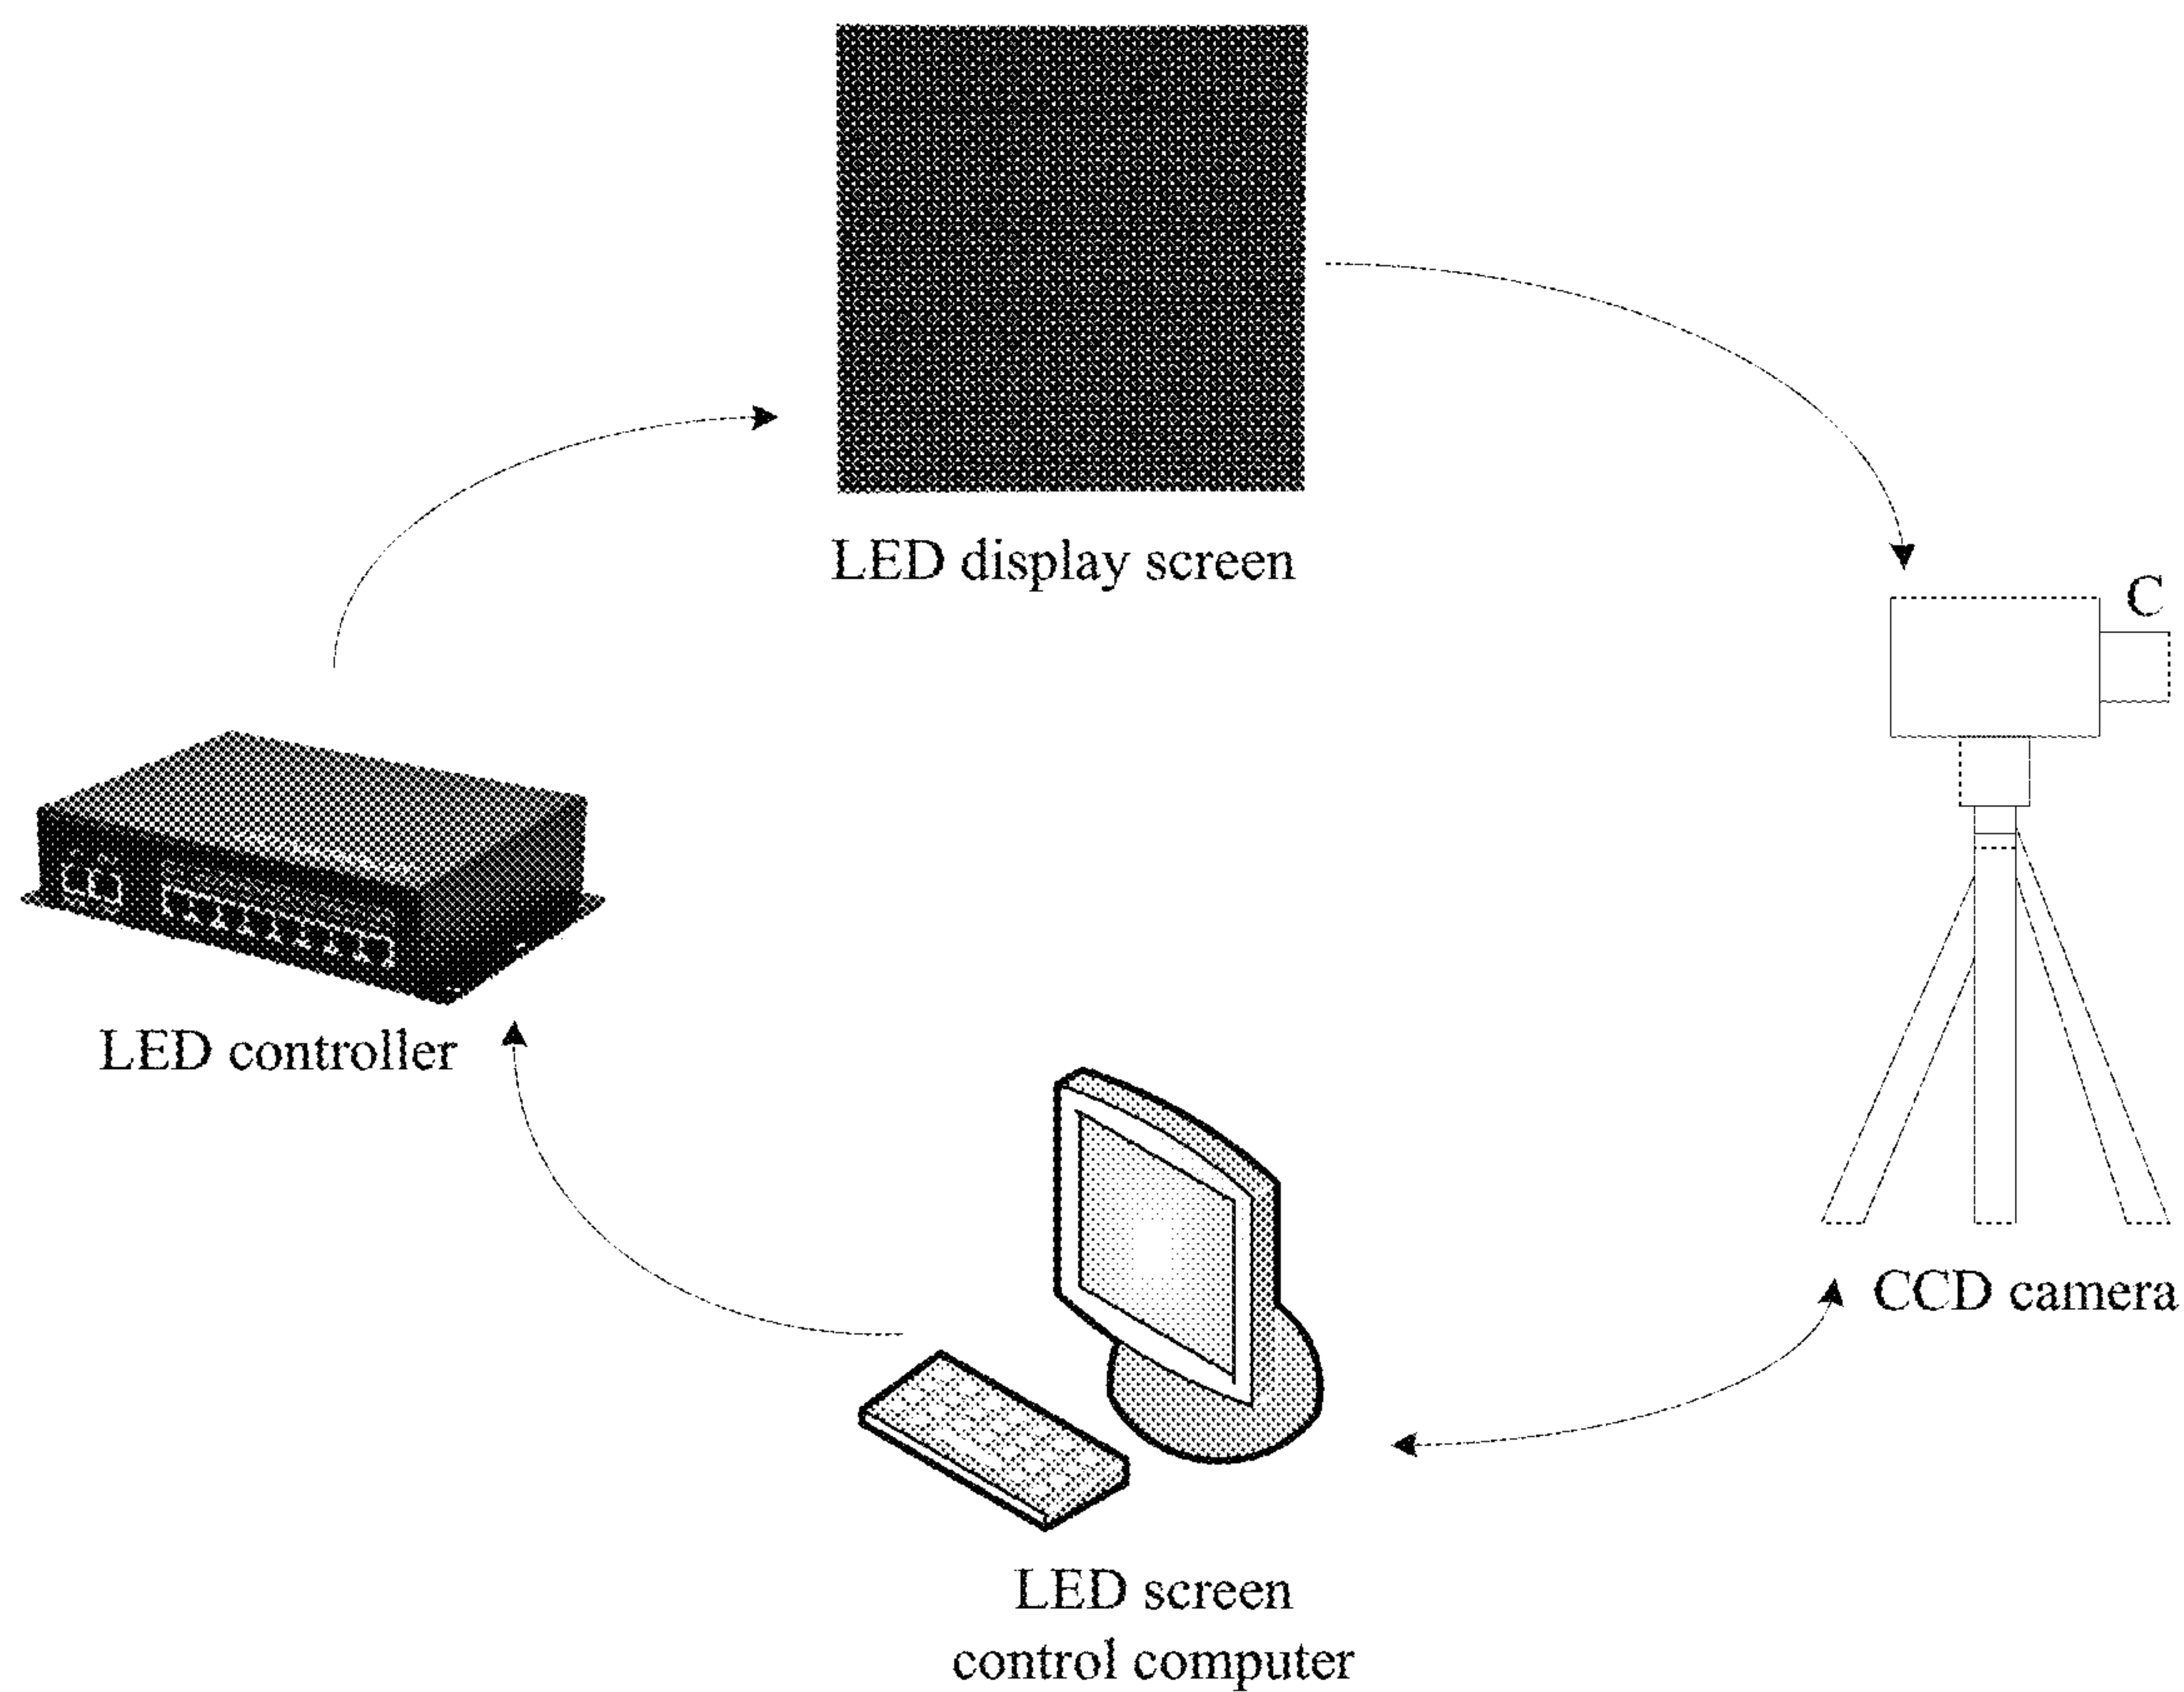 LED display screen
C
LED controller
CCD camera
LED screen
control computer